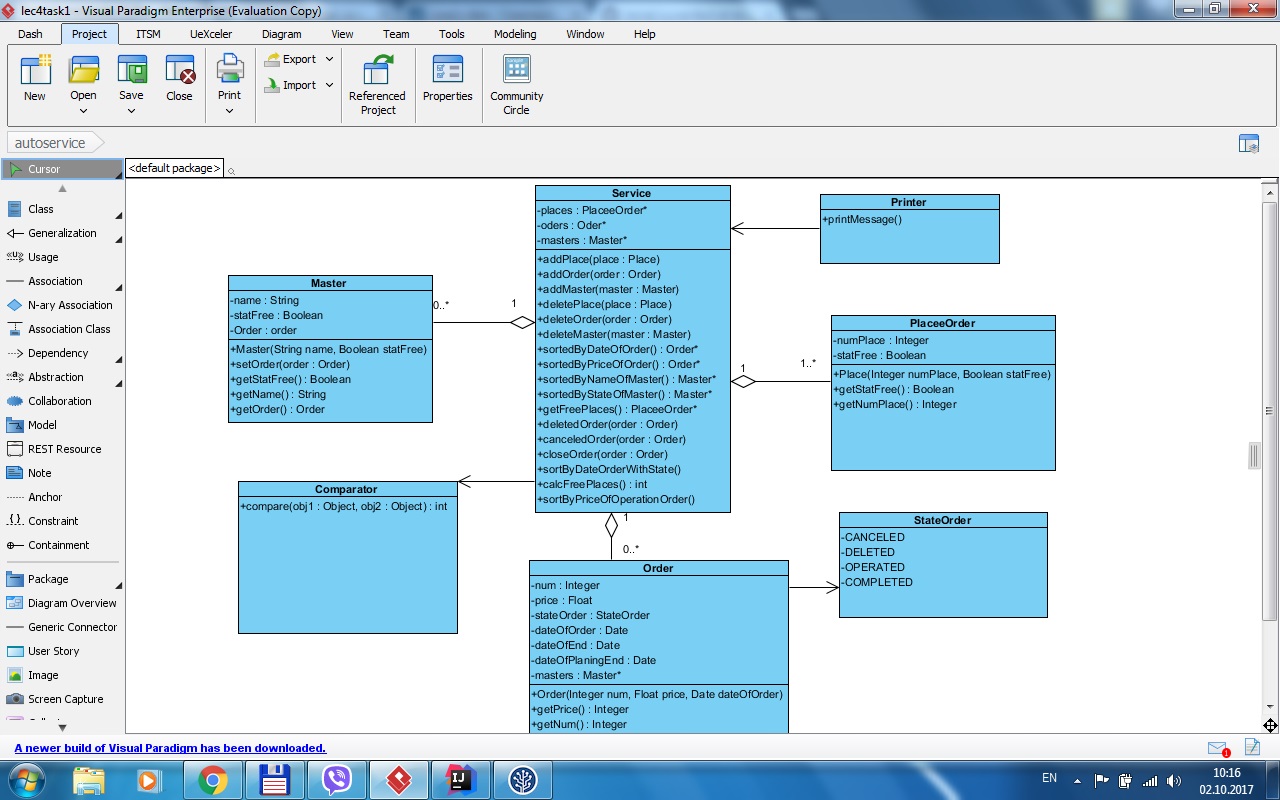 lec4task1 - Visual Paradigm Enterprise (Evaluation Copy)
Dash Project ITSM UeXceler Diagram View Team Tools Modeling Window Help
New Open Save Close Print Export Import Referenced Project Properties Community Circle
autoservice
Cursor
<default package>
Class
Generalization
Usage
Association
N-ary Association
Association Class
Dependency
Abstraction
Collaboration
Model
REST Resource
Note
Anchor
Constraint
Containment
Package
Diagram Overview
Generic Connector
User Story
Image
Screen Capture
Service
-places : PlaceeOrder*
-oders : Oder*
-masters : Master*
+addPlace(place : Place)
+addOrder(order : Order)
+addMaster(master : Master)
+deletePlace(place : Place)
+deleteOrder(order : Order)
+deleteMaster(master : Master)
+sortedByDateOfOrder() : Order*
+sortedByPriceOfOrder() : Order*
+sortedByNameOfMaster() : Master*
+sortedByStateOfMaster() : Master*
+getFreePlaces() : PlaceeOrder*
+deletedOrder(order : Order)
+canceledOrder(order : Order)
+closeOrder(order : Order)
+sortByDateOrderWithState()
+calcFreePlaces() : int
+sortByPriceOfOperationOrder()
Printer
+printMessage()
Master
-name : String
-statFree : Boolean
-Order : order
+Master(String name, Boolean statFree)
+setOrder(order : Order)
+getStatFree() : Boolean
+getName() : String
+getOrder() : Order
0..*
1
PlaceeOrder
-numPlace : Integer
-statFree : Boolean
+Place(Integer numPlace, Boolean statFree)
+getStatFree() : Boolean
+getNumPlace() : Integer
1
1..*
Comparator
+compare(obj1 : Object, obj2 : Object) : int
1
0..*
StateOrder
-CANCELED
-DELETED
-OPERATED
-COMPLETED
Order
-num : Integer
-price : Float
-stateOrder : StateOrder
-dateOfOrder : Date
-dateOfEnd : Date
-dateOfPlaningEnd : Date
-masters : Master*
+Order(Integer num, Float price, Date dateOfOrder)
+getPrice() : Integer
+getNum() : Integer
A newer build of Visual Paradigm has been downloaded.
1
IJ
EN
10:16
02.10.2017